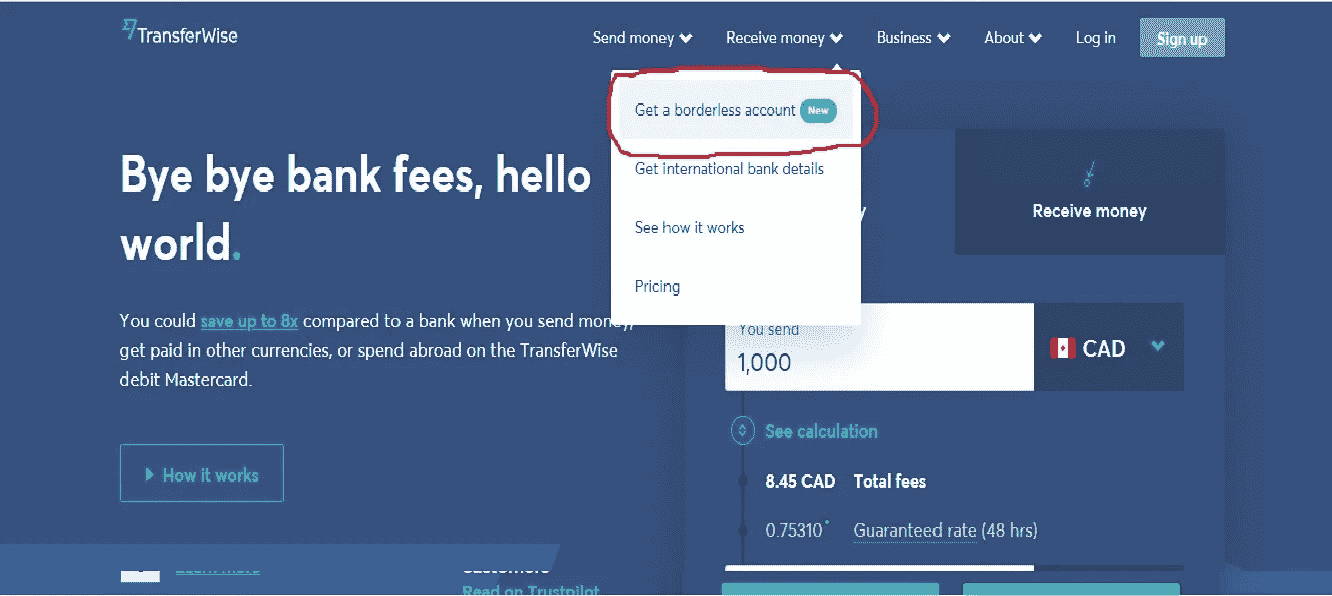 TransferWise
Send money
Receive money
Business
About
Log in
Sign up
Get a borderless account New
Get international bank details
See how it works
Pricing
Bye bye bank fees, hello
world.
You could save up to 8x compared to a bank when you send money,
get paid in other currencies, or spend abroad on the TransferWise
debit Mastercard.
How it works
Receive money
You send
1,000
CAD
See calculation
8.45 CAD Total fees
0.75310* Guaranteed rate (48 hrs)
Learn more
customers
Read on Trustpilot